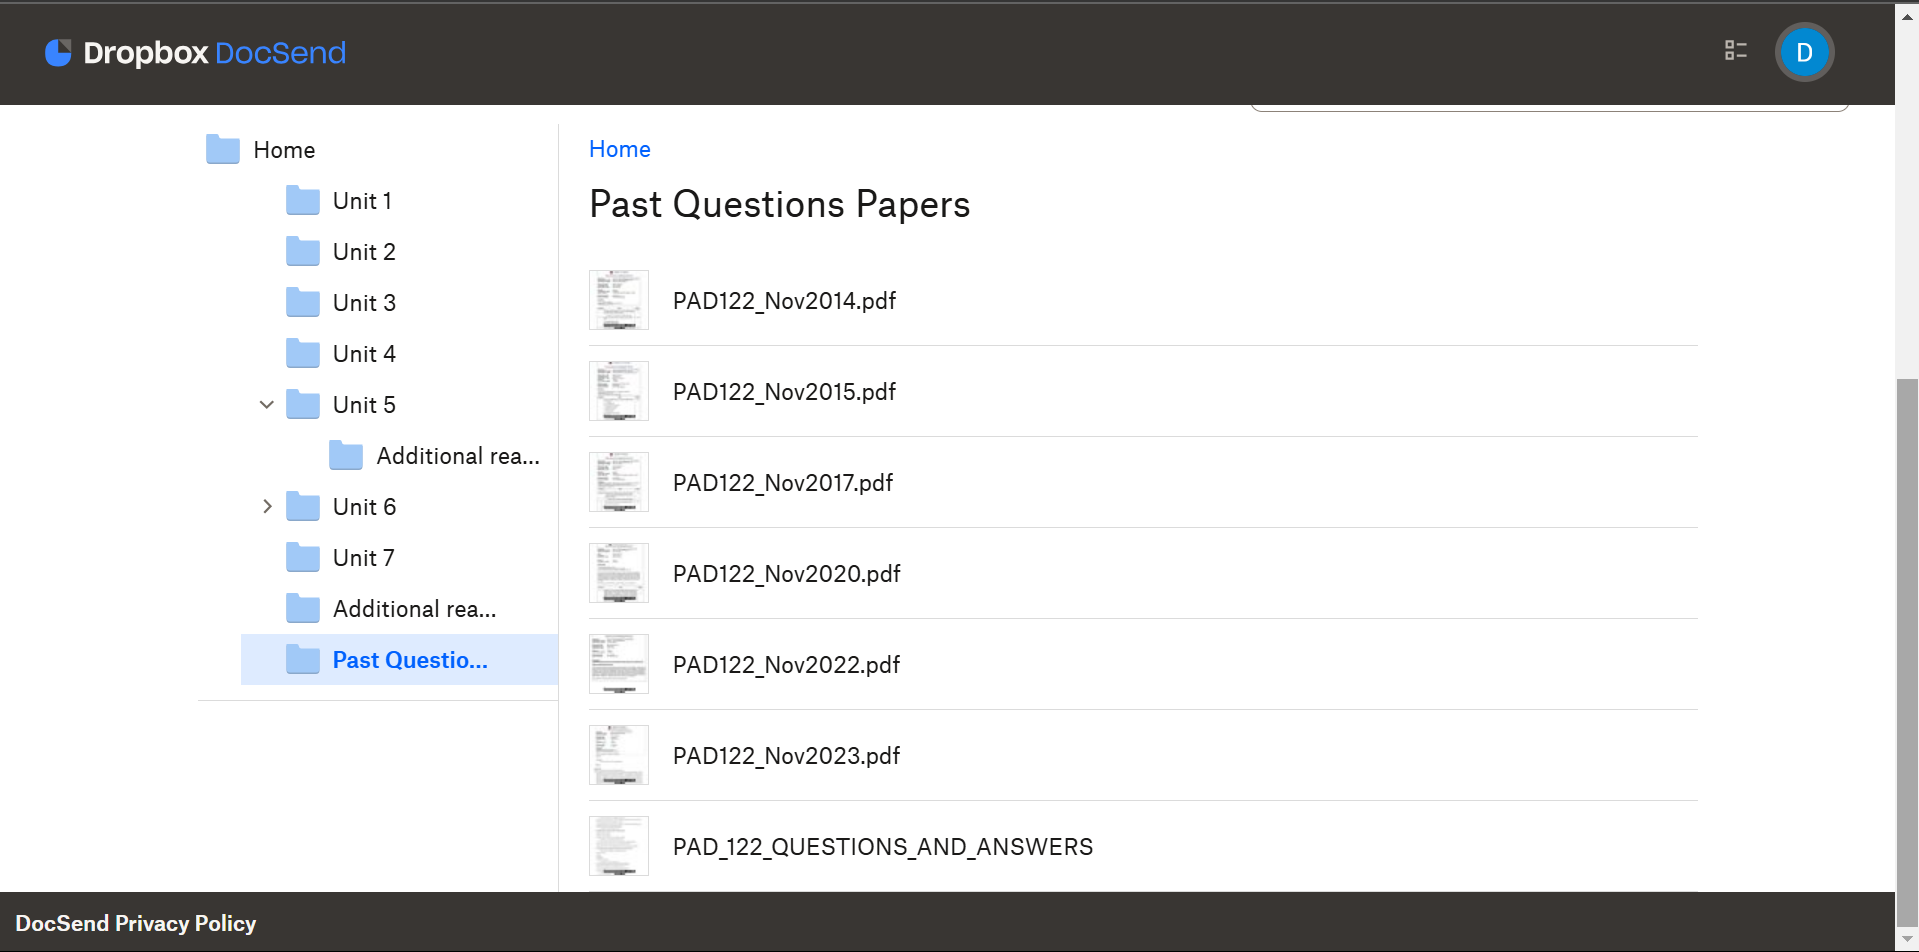 Dropbox DocSend
D
Home
Unit 1
Unit 2
Unit 3
Unit 4
Unit 5
Additional rea...
Unit 6
Unit 7
Additional rea...
Past Questio...
Home
Past Questions Papers
PAD122_Nov2014.pdf
PAD122_Nov2015.pdf
PAD122_Nov2017.pdf
PAD122_Nov2020.pdf
PAD122_Nov2022.pdf
PAD122_Nov2023.pdf
PAD_122_QUESTIONS_AND_ANSWERS
DocSend Privacy Policy